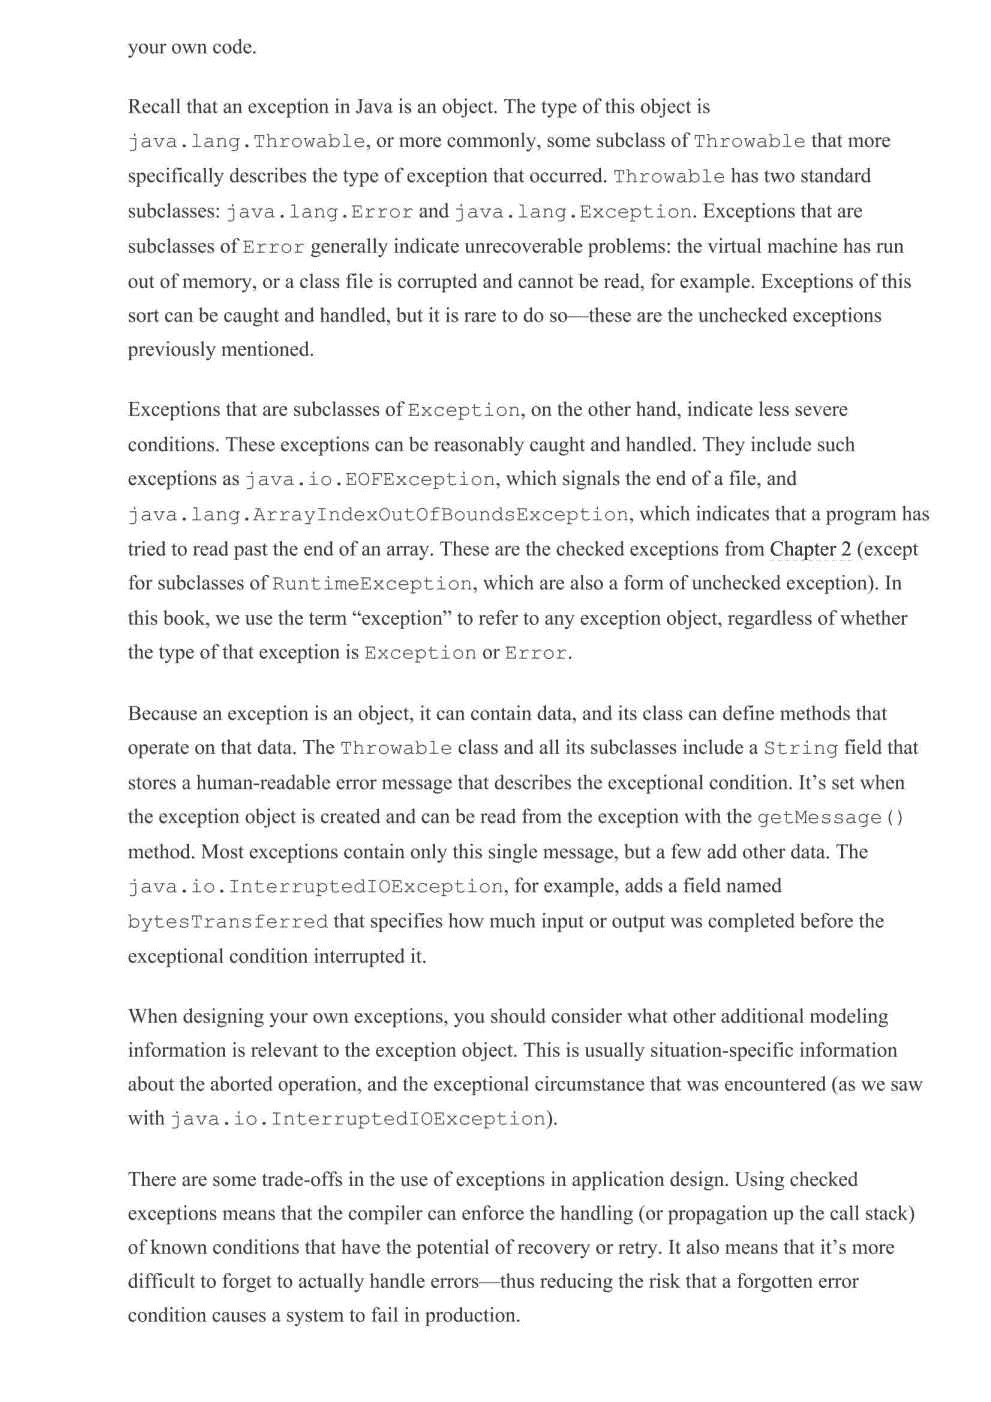 your own code.
Recall that an exception in Java is an object. The type of this object is
java.lang.Throwable, or more commonly, some subclass of Throwable that more
specifically describes the type of exception that occurred. Throwable has two standard
subclasses: java.lang.Error and java.lang.Exception. Exceptions that are
subclasses of Error generally indicate unrecoverable problems: the virtual machine has run
out of memory, or a class file is corrupted and cannot be read, for example. Exceptions of this
sort can be caught and handled, but it is rare to do so—these are the unchecked exceptions
previously mentioned.
Exceptions that are subclasses of Exception, on the other hand, indicate less severe
conditions. These exceptions can be reasonably caught and handled. They include such
exceptions as java.io.EOFException, which signals the end of a file, and
java.lang.ArrayIndexOutOfBoundsException, which indicates that a program has
tried to read past the end of an array. These are the checked exceptions from Chapter 2 (except
for subclasses of RuntimeException, which are also a form of unchecked exception). In
this book, we use the term “exception” to refer to any exception object, regardless of whether
the type of that exception is Exception or Error.
Because an exception is an object, it can contain data, and its class can define methods that
operate on that data. The Throwable class and all its subclasses include a String field that
stores a human-readable error message that describes the exceptional condition. It’s set when
the exception object is created and can be read from the exception with the getMessage()
method. Most exceptions contain only this single message, but a few add other data. The
java.io.InterruptedIOException, for example, adds a field named
bytesTransferred that specifies how much input or output was completed before the
exceptional condition interrupted it.
When designing your own exceptions, you should consider what other additional modeling
information is relevant to the exception object. This is usually situation-specific information
about the aborted operation, and the exceptional circumstance that was encountered (as we saw
with java.io.InterruptedIOException).
There are some trade-offs in the use of exceptions in application design. Using checked
exceptions means that the compiler can enforce the handling (or propagation up the call stack)
of known conditions that have the potential of recovery or retry. It also means that it’s more
difficult to forget to actually handle errors—thus reducing the risk that a forgotten error
condition causes a system to fail in production.